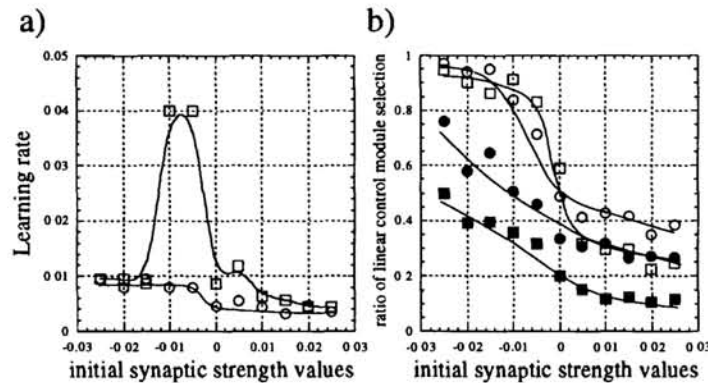 a)
Learning rate
0.05
0 04
0 03
0 02
0 01
0
-0 03 -0 02 -0 01 0 0 01 0 02 0 03
initial synaptic strength values
b)
ratio of linear control module selection
1
0.8
0.6
0.4
0 2
0
-0 03 -0 02 -0 01 0 0 01 0 02 0 03
initial synaptic strength values